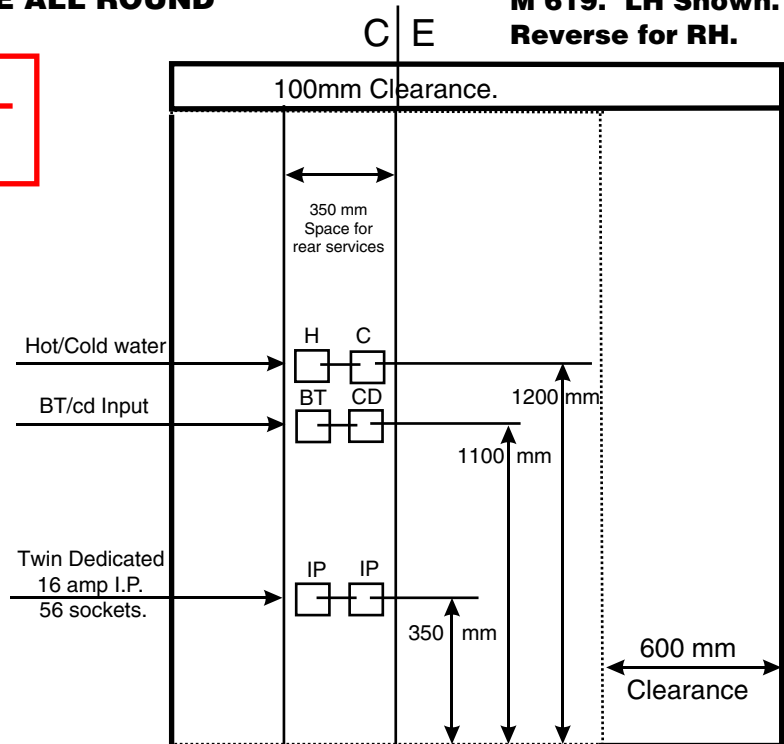 E ALL ROUND
M 619. LH Shown.
Reverse for RH.
C E
100mm Clearance.
350 mm
Space for
rear services
Hot/Cold water
H C
1200 mm
BT/cd Input
BT CD
1100 mm
Twin Dedicated
16 amp I.P.
56 sockets.
IP IP
350 mm
600 mm
Clearance